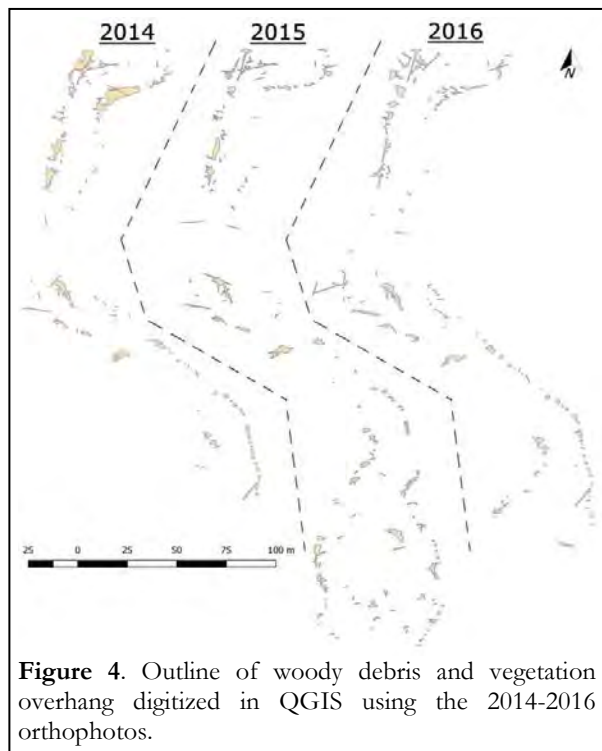 2014 2015 2016
N
25 0 25 50 75 100 m
Figure 4. Outline of woody debris and vegetation
overhang digitized in QGIS using the 2014-2016
orthophotos.